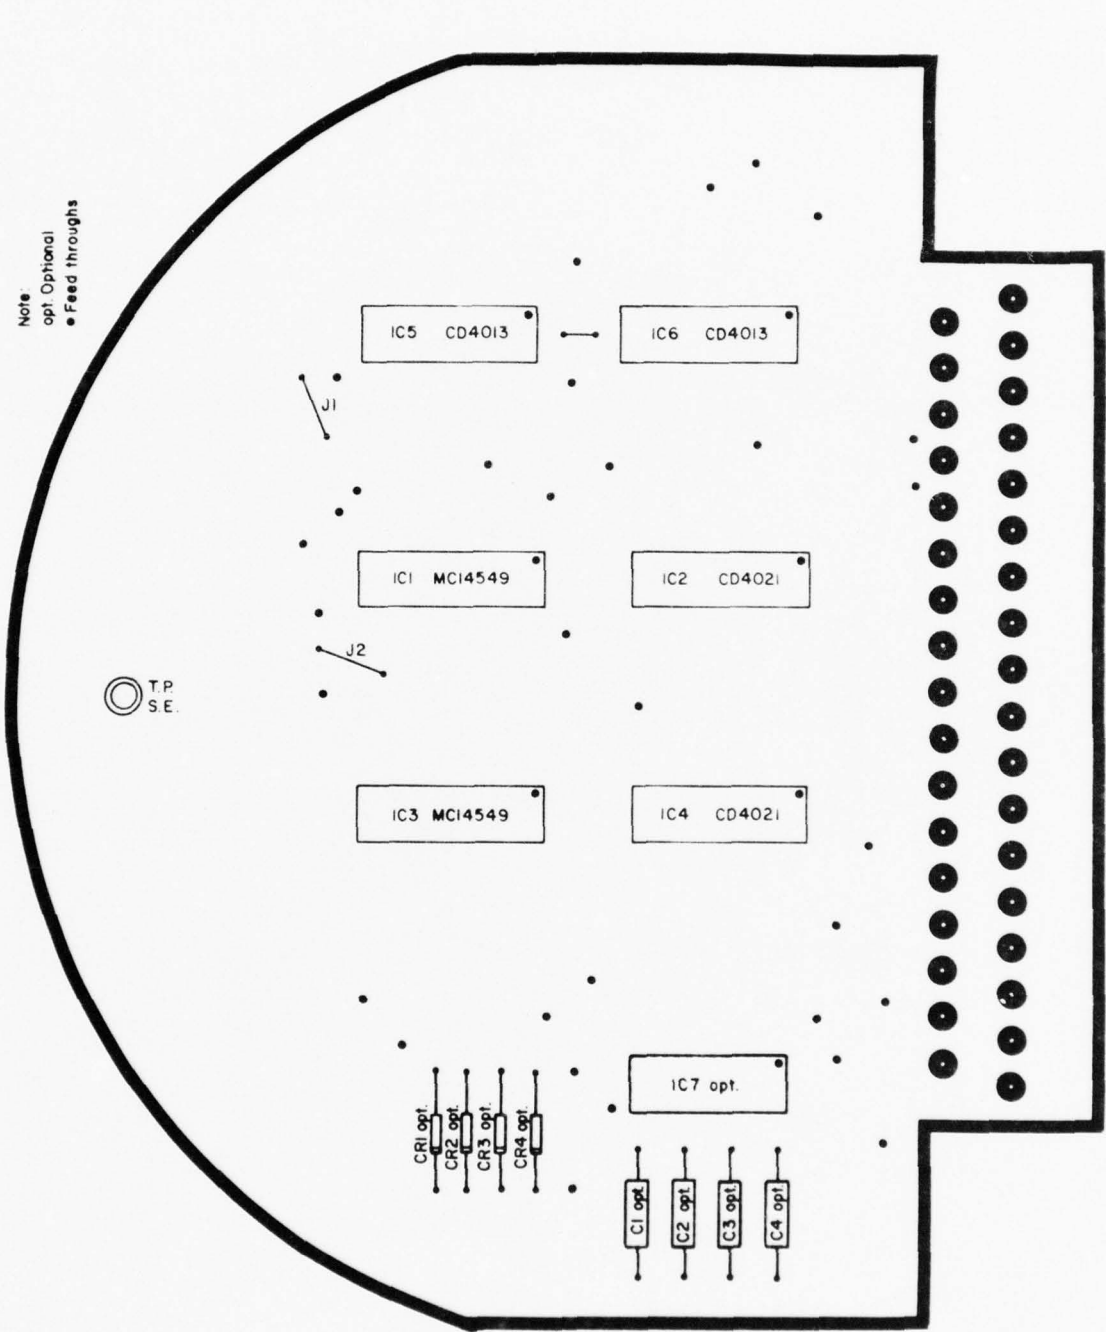 Note:
opt. Optional
• Feed throughs
IC5 CD4013
IC6 CD4013
J1
IC1 MC14549
IC2 CD4021
J2
T.P.
S.E.
IC3 MC14549
IC4 CD4021
IC7 opt.
CR1 opt.
CR2 opt.
CR3 opt.
CR4 opt.
C1 opt.
C2 opt.
C3 opt.
C4 opt.